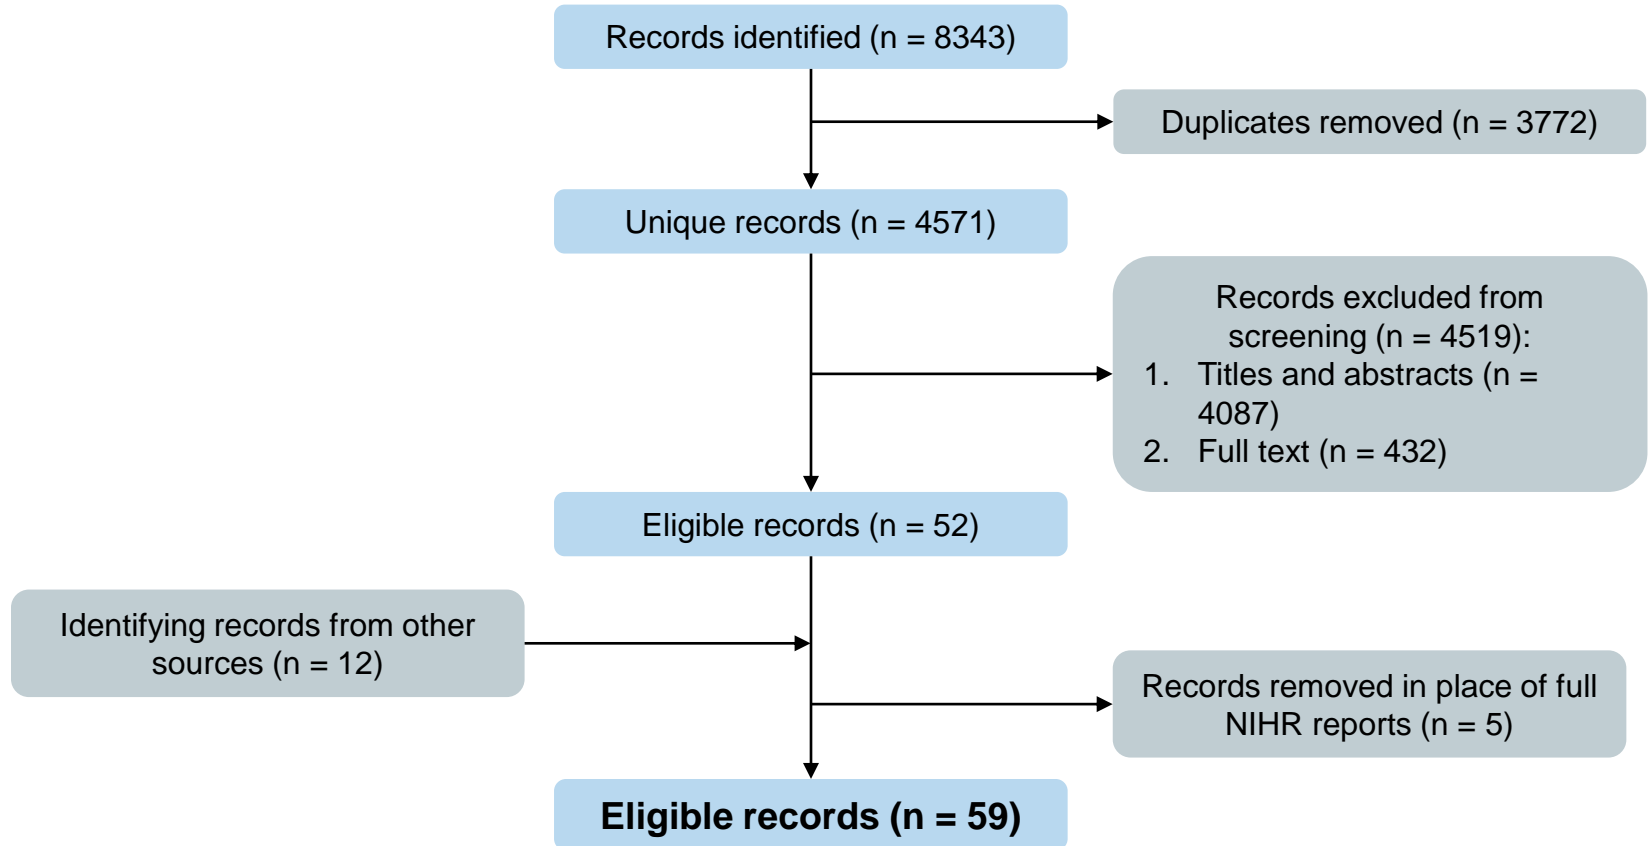 Records identified (n = 8343)
Duplicates removed (n = 3772)
Unique records (n = 4571)
Records excluded from
screening (n = 4519):
1. Titles and abstracts (n =
4087)
2. Full text (n = 432)
Eligible records (n = 52)
Identifying records from other
sources (n = 12)
Records removed in place of full
NIHR reports (n = 5)
Eligible records (n = 59)